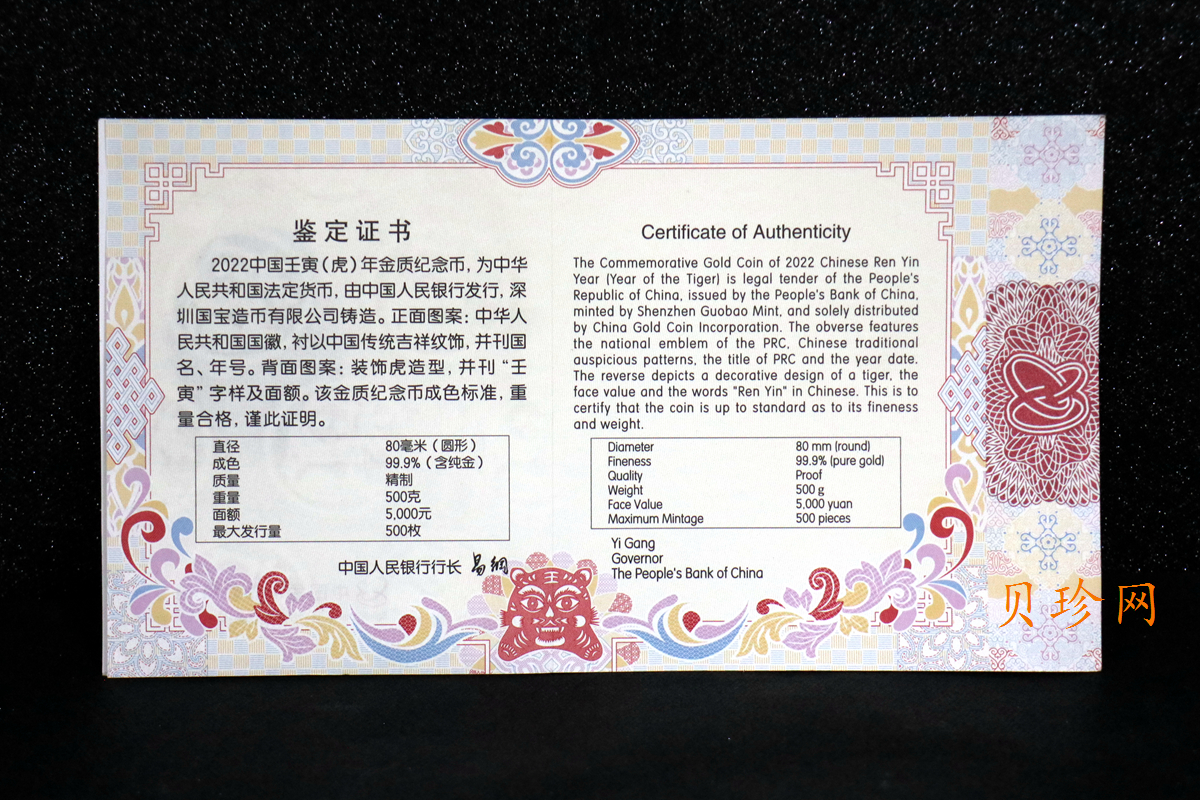 鉴定证书
2022中国壬寅（虎）年金质纪念币，为中华
人民共和国法定货币，由中国人民银行发行，深
圳国宝造币有限公司铸造。正面图案：中华人
民共和国国徽，衬以中国传统吉祥纹饰，并刊国
名、年号。背面图案：装饰虎造型，并刊“壬
寅”字样及面额。该金质纪念币成色标准，重
量合格，谨此证明。
直径 80毫米（圆形）
成色 99.9%（含纯金）
质量 精制
重量 500克
面额 5,000元
最大发行量 500枚
中国人民银行行长 易纲
Certificate of Authenticity
The Commemorative Gold Coin of 2022 Chinese Ren Yin
Year (Year of the Tiger) is legal tender of the People's
Republic of China, issued by the People's Bank of China,
minted by Shenzhen Guobao Mint, and solely distributed
by China Gold Coin Incorporation. The obverse features
the national emblem of the PRC, Chinese traditional
auspicious patterns, the title of PRC and the year date.
The reverse depicts a decorative design of a tiger, the
face value and the words "Ren Yin" in Chinese. This is to
certify that the coin is up to standard as to its fineness
and weight.
Diameter 80 mm (round)
Fineness 99.9% (pure gold)
Quality Proof
Weight 500 g
Face Value 5,000 yuan
Maximum Mintage 500 pieces
Yi Gang
Governor
The People's Bank of China
王
贝珍网